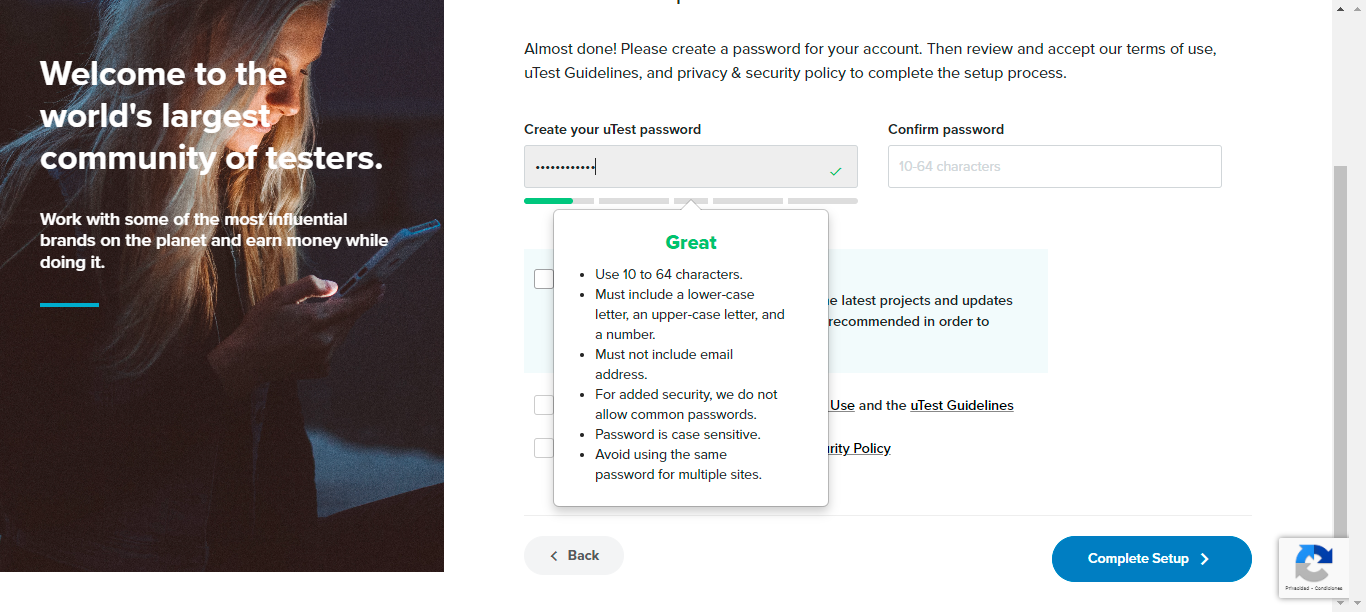 Welcome to the
world's largest
community of testers.
Work with some of the most influential
brands on the planet and earn money while
doing it.
Almost done! Please create a password for your account. Then review and accept our terms of use,
uTest Guidelines, and privacy & security policy to complete the setup process.
Create your uTest password
Confirm password
••••••••••••
10-64 characters
Great
Use 10 to 64 characters.
Must include a lower-case
letter, an upper-case letter, and
a number.
Must not include email
address.
For added security, we do not
allow common passwords.
Password is case sensitive.
Avoid using the same
password for multiple sites.
latest projects and updates
recommended in order to
Use and the uTest Guidelines
Policy
Back
Complete Setup
Privacidad - Condiciones